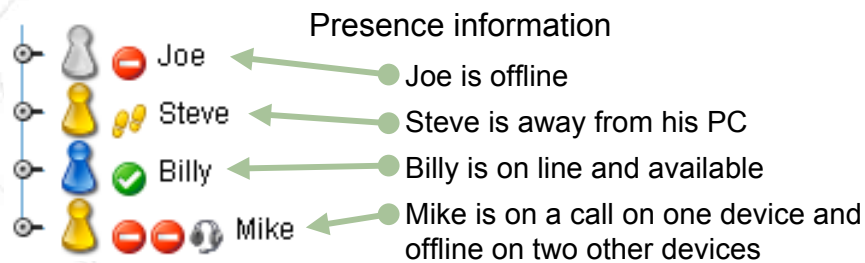 Presence information
Joe
Joe is offline
Steve
Steve is away from his PC
Billy
Billy is on line and available
Mike
Mike is on a call on one device and
offline on two other devices